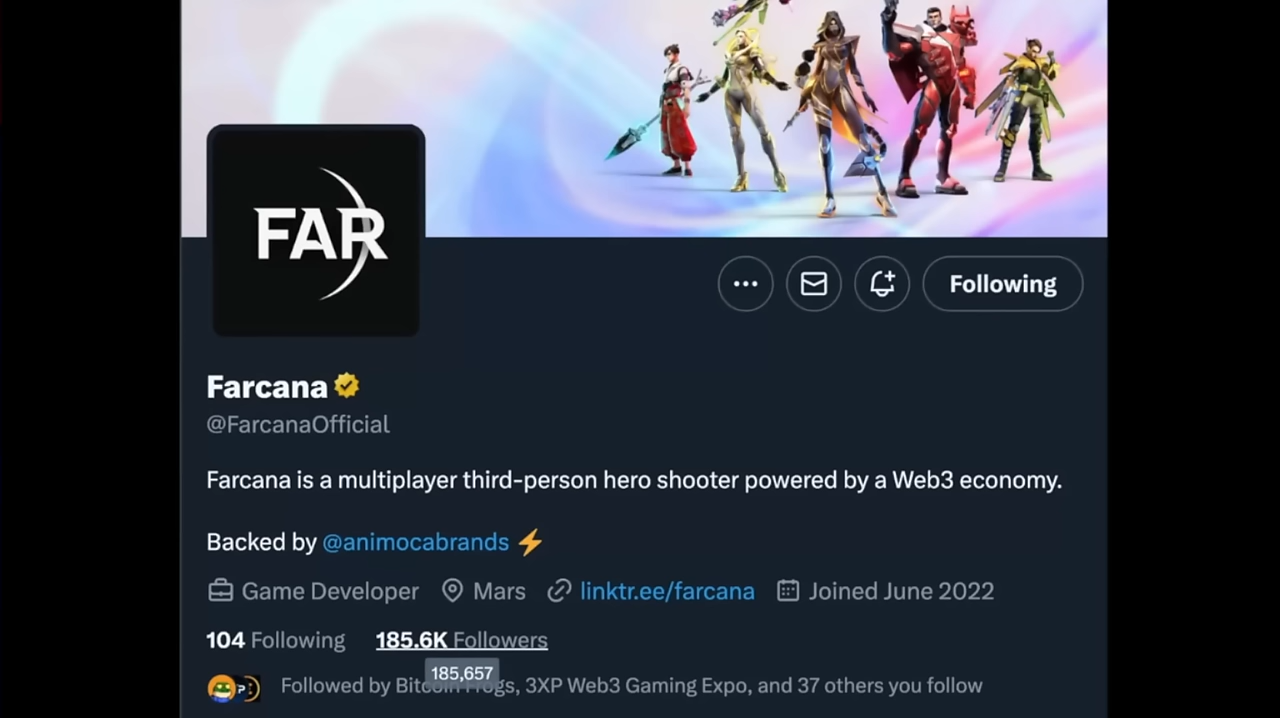 FAR
Following
Farcana
@FarcanaOfficial
Farcana is a multiplayer third-person hero shooter powered by a Web3 economy.
Backed by @animocabrands ⚡
Game Developer Mars linktr.ee/farcana Joined June 2022
104 Following 185.6K Followers
185,657
Followed by Bitcoin Frogs, 3XP Web3 Gaming Expo, and 37 others you follow